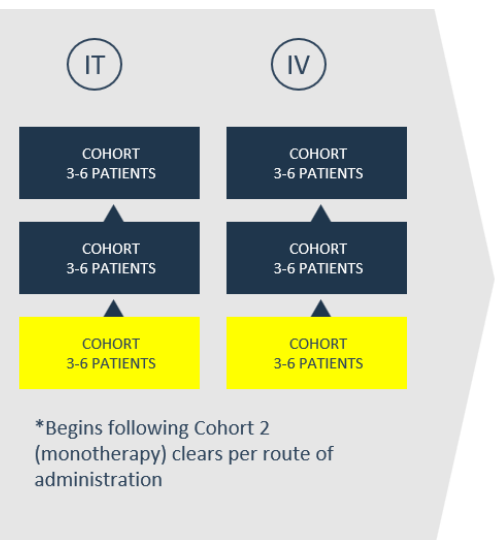 IT
IV
COHORT
3-6 PATIENTS
COHORT
3-6 PATIENTS
COHORT
3-6 PATIENTS
COHORT
3-6 PATIENTS
COHORT
3-6 PATIENTS
COHORT
3-6 PATIENTS
*Begins following Cohort 2
(monotherapy) clears per route of
administration